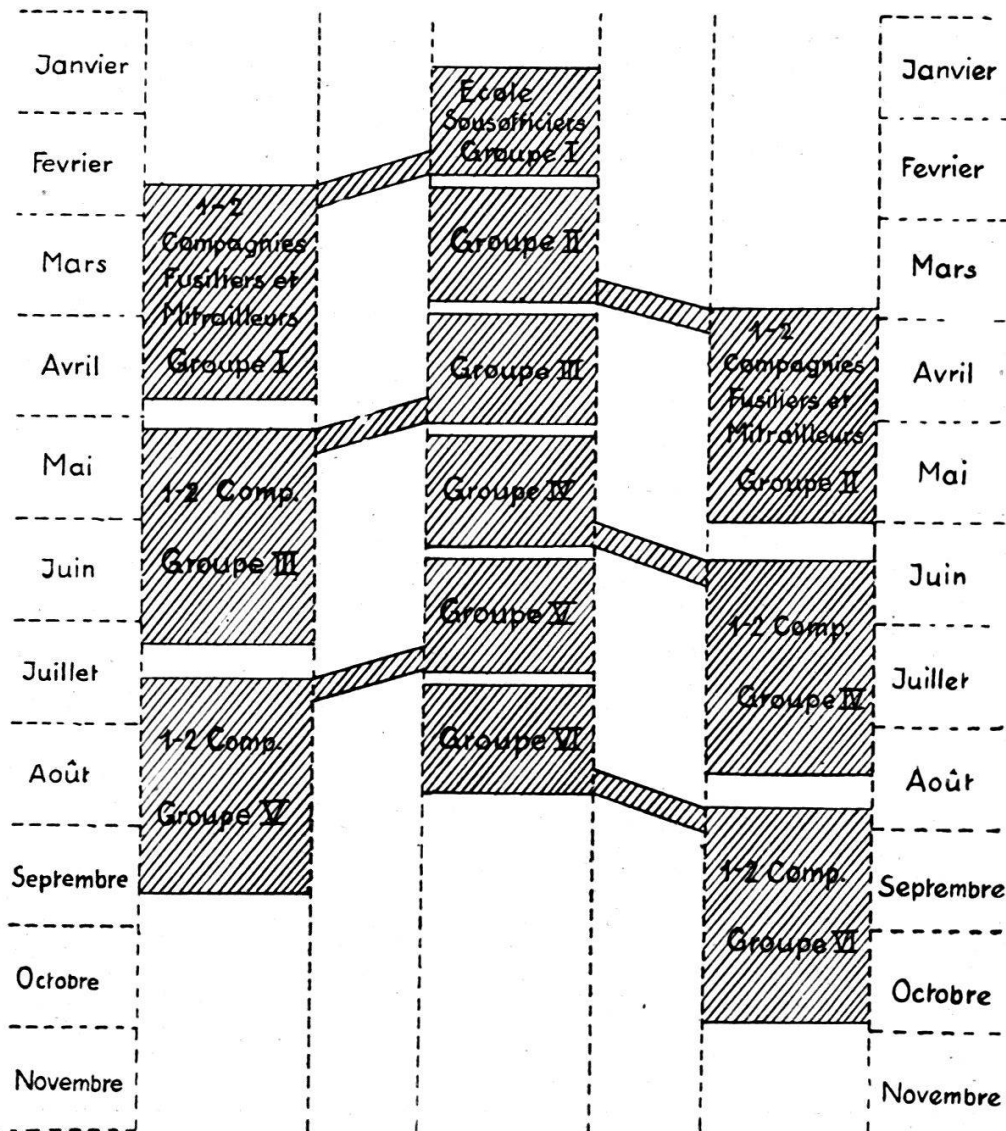 Janvier
Fevrier
Mars
Avril
Mai
Juin
Juillet
Août
Septembre
Octobre
Novembre
1-2
Compagnies
Fusiliers et
Mitrailleurs
Groupe I
1-2 Comp.
Groupe III
1-2 Comp.
Groupe V
Ecole
Sousofficiers
Groupe I
Groupe II
Groupe III
Groupe IV
Groupe V
Groupe VI
1-2
Compagnies
Fusiliers et
Mitrailleurs
Groupe II
1-2 Comp.
Groupe IV
1-2 Comp.
Groupe VI
Janvier
Fevrier
Mars
Avril
Mai
Juin
Juillet
Août
Septembre
Octobre
Novembre